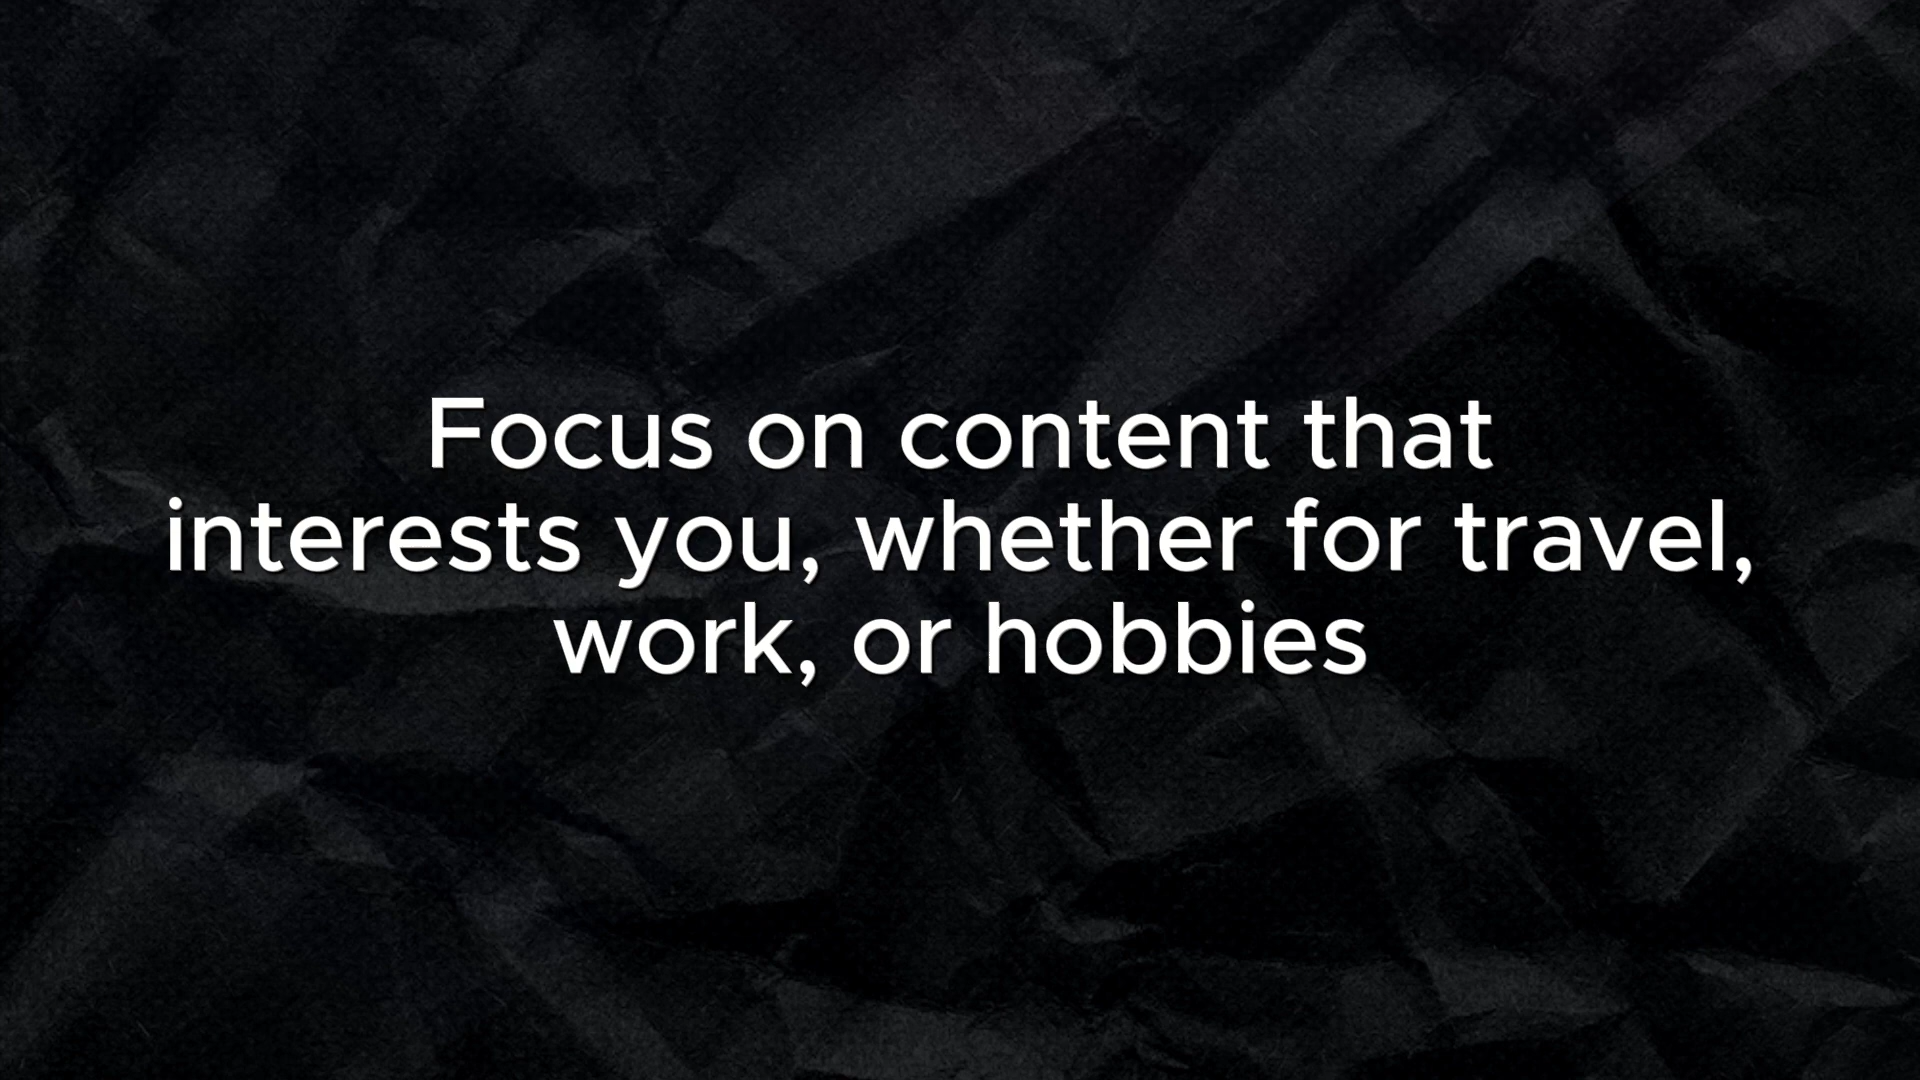 Focus on content that
interests you, whether for travel,
work, or hobbies